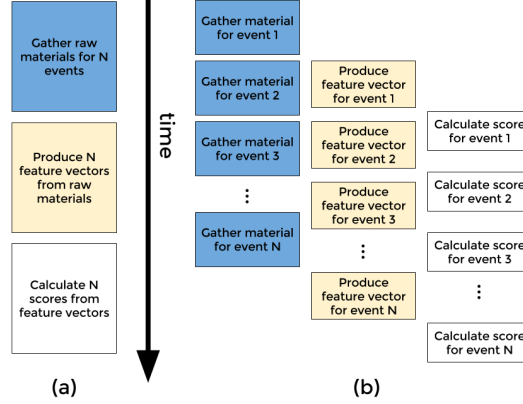 Gather raw
materials for N
events
Produce N
feature vectors
from raw
materials
Calculate N
scores from
feature vectors
(a)
time
Gather material
for event 1
Gather material
for event 2
Gather material
for event 3
⋮
Gather material
for event N
Produce
feature vector
for event 1
Produce
feature vector
for event 2
Produce
feature vector
for event 3
⋮
Produce
feature vector
for event N
Calculate score
for event 1
Calculate score
for event 2
Calculate score
for event 3
⋮
Calculate score
for event N
(b)